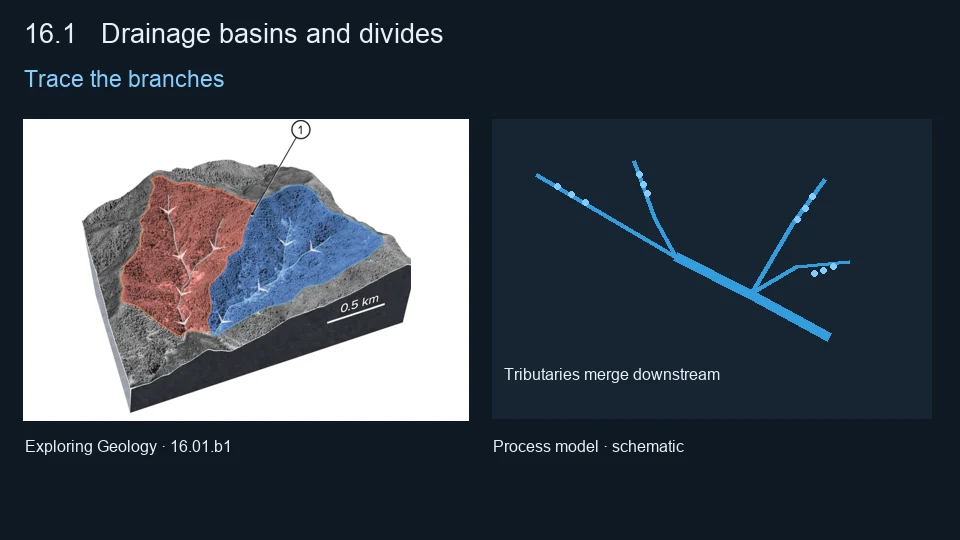 16.1 Drainage basins and divides
Trace the branches
1
0.5 km
Tributaries merge downstream
Exploring Geology · 16.01.b1
Process model · schematic